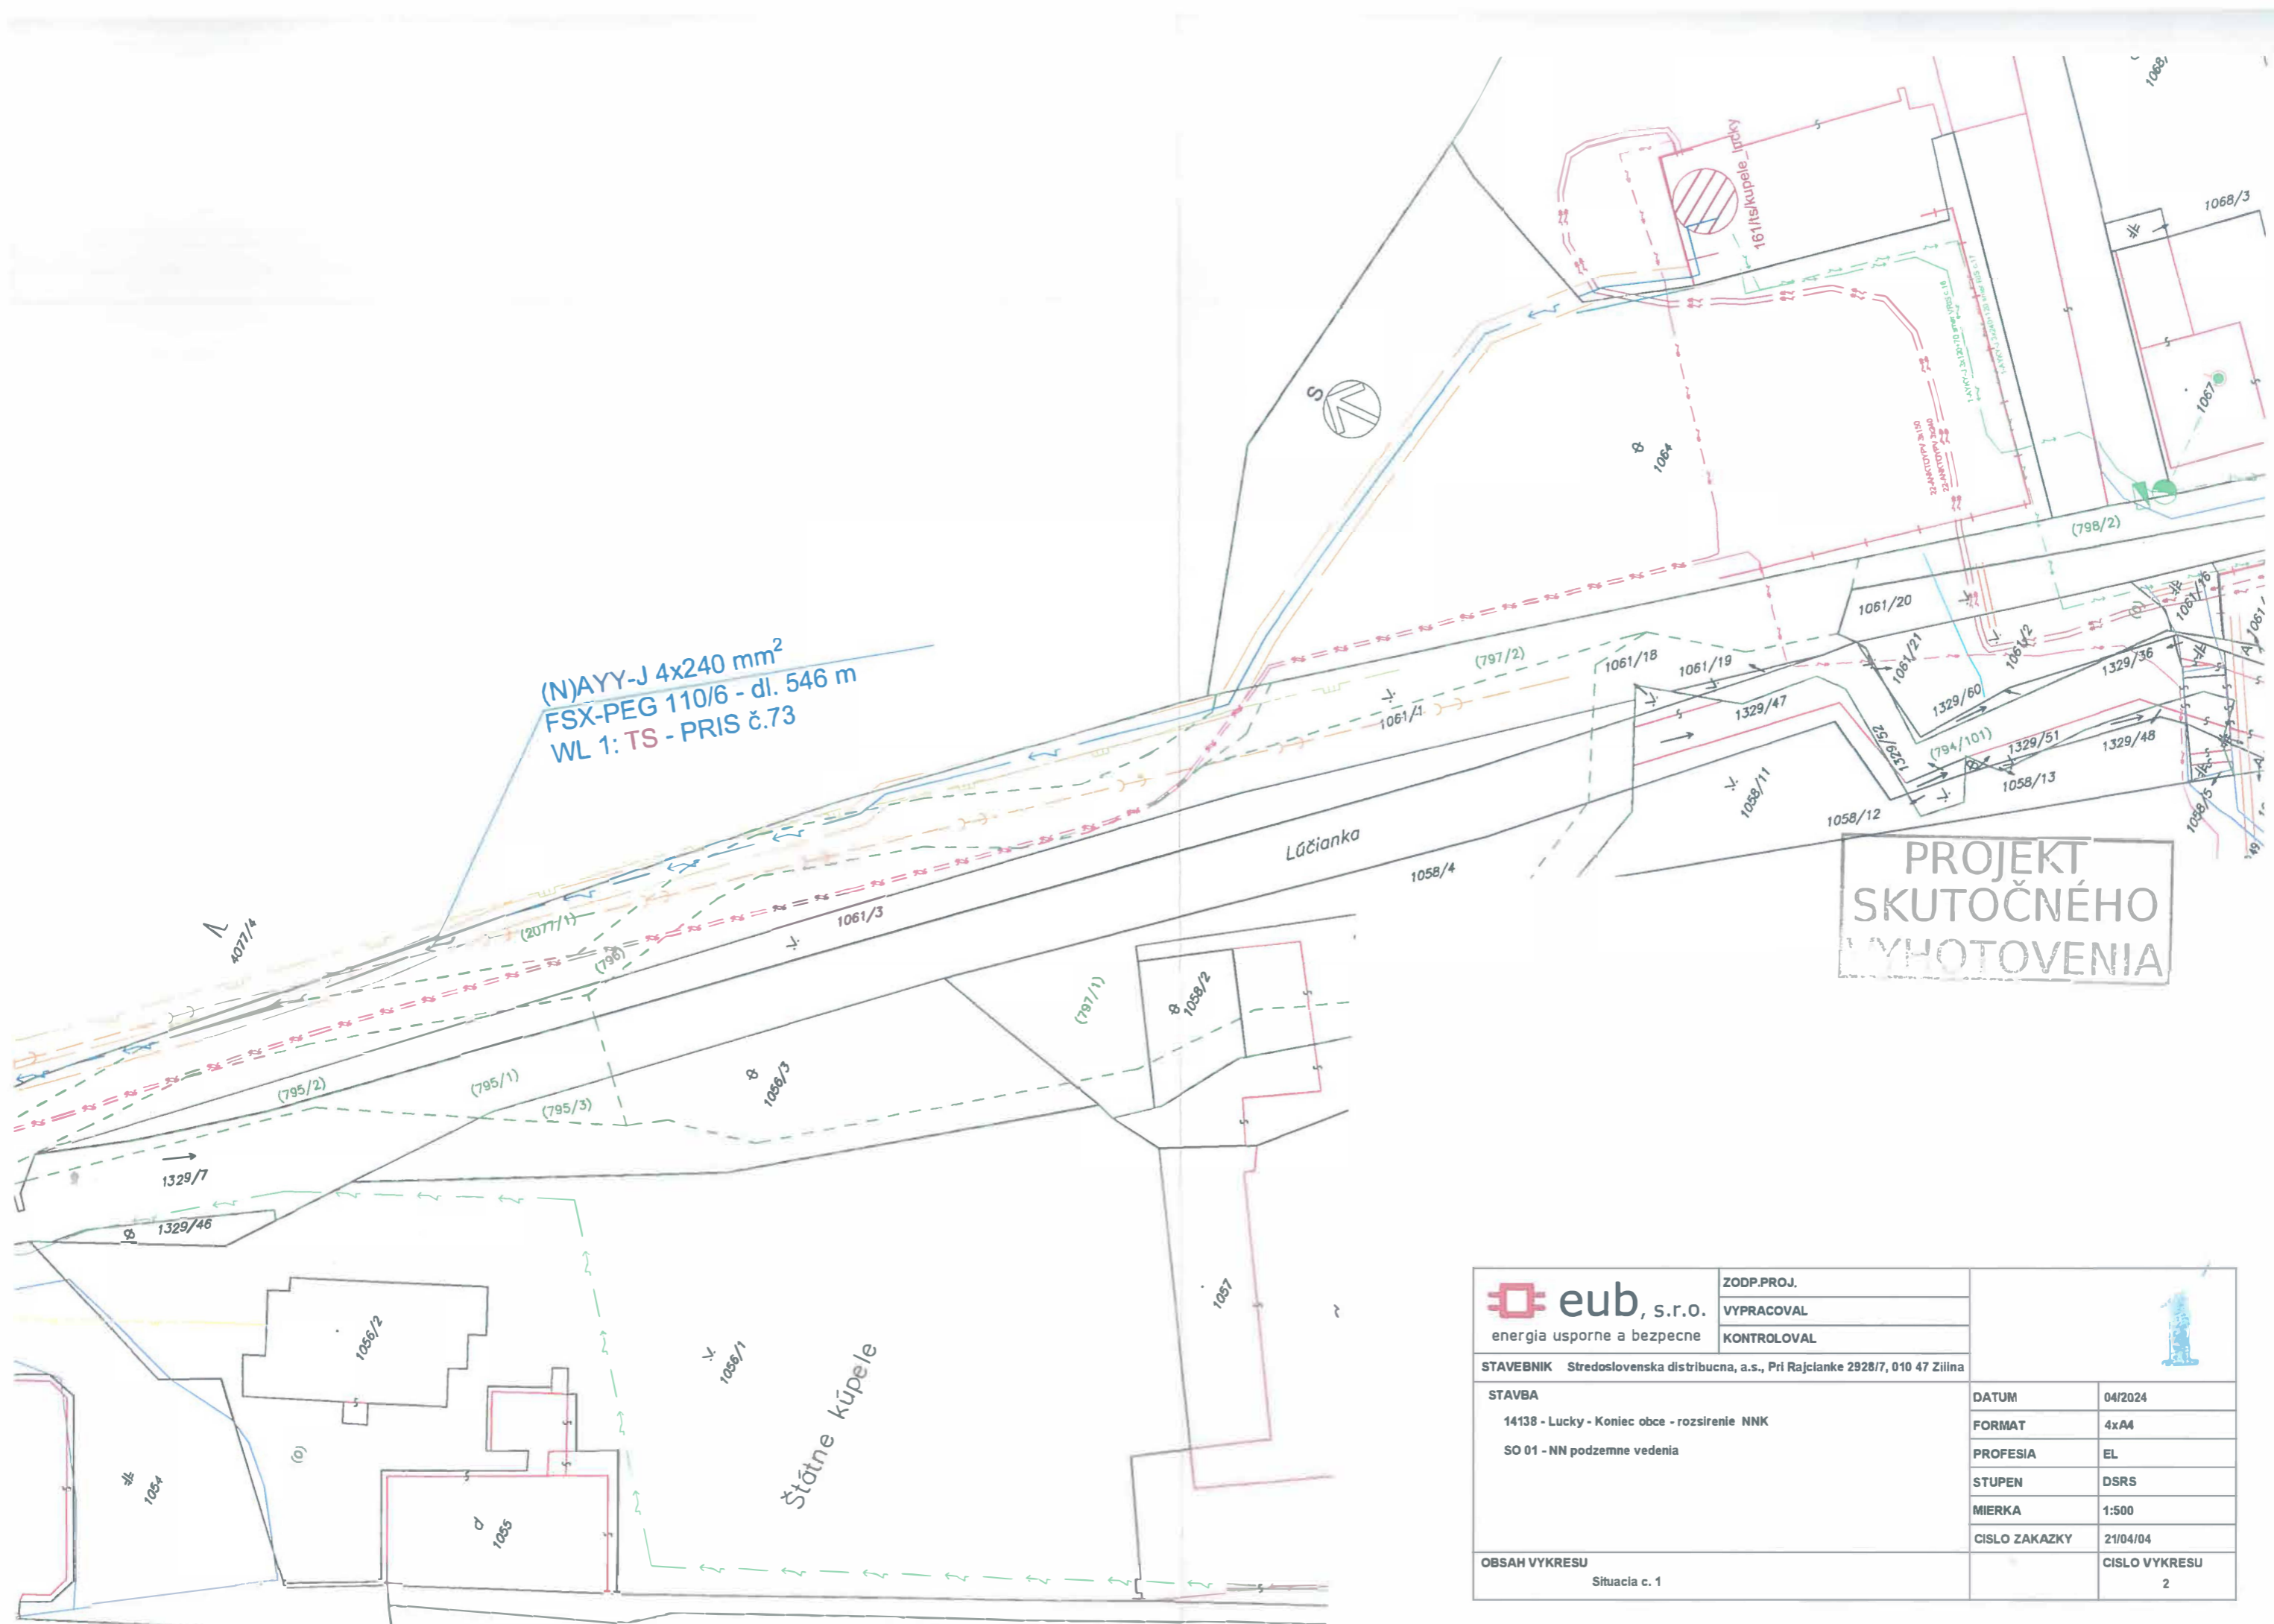 (N)AYY-J 4x240 mm²
FSX-PEG 110/6 - dl. 546 m
WL 1: TS - PRIS č.73
161/ts/kupele_lucky
1068/3
1067
S
1064
(798/2)
1061/20
1061/21
1061/2
(0)
1329/36
1329/60
(797/2)
1061/18
1061/19
1061/1
1329/47
1329/52
(794/101)
1329/51
1329/48
1058/13
1058/11
1058/12
1058/5
Lúčianka
1058/4
PROJEKT
SKUTOČNÉHO
VYHOTOVENIA
4077/4
(2077/1)
(796)
1061/3
(797/1)
1058/2
(795/2)
(795/1)
(795/3)
1056/3
1329/7
1329/46
1056/2
1056/1
1057
Štátne kúpele
(0)
1054
1055
eub, s.r.o.
energia usporne a bezpecne
ZODP.PROJ.
VYPRACOVAL
KONTROLOVAL
1
STAVEBNIK Stredoslovenska distribucna, a.s., Pri Rajcianke 2928/7, 010 47 Zilina
STAVBA
14138 - Lucky - Koniec obce - rozsirenie NNK
SO 01 - NN podzemne vedenia
DATUM 04/2024
FORMAT 4xA4
PROFESIA EL
STUPEN DSRS
MIERKA 1:500
CISLO ZAKAZKY 21/04/04
OBSAH VYKRESU
Situacia c. 1
CISLO VYKRESU
2